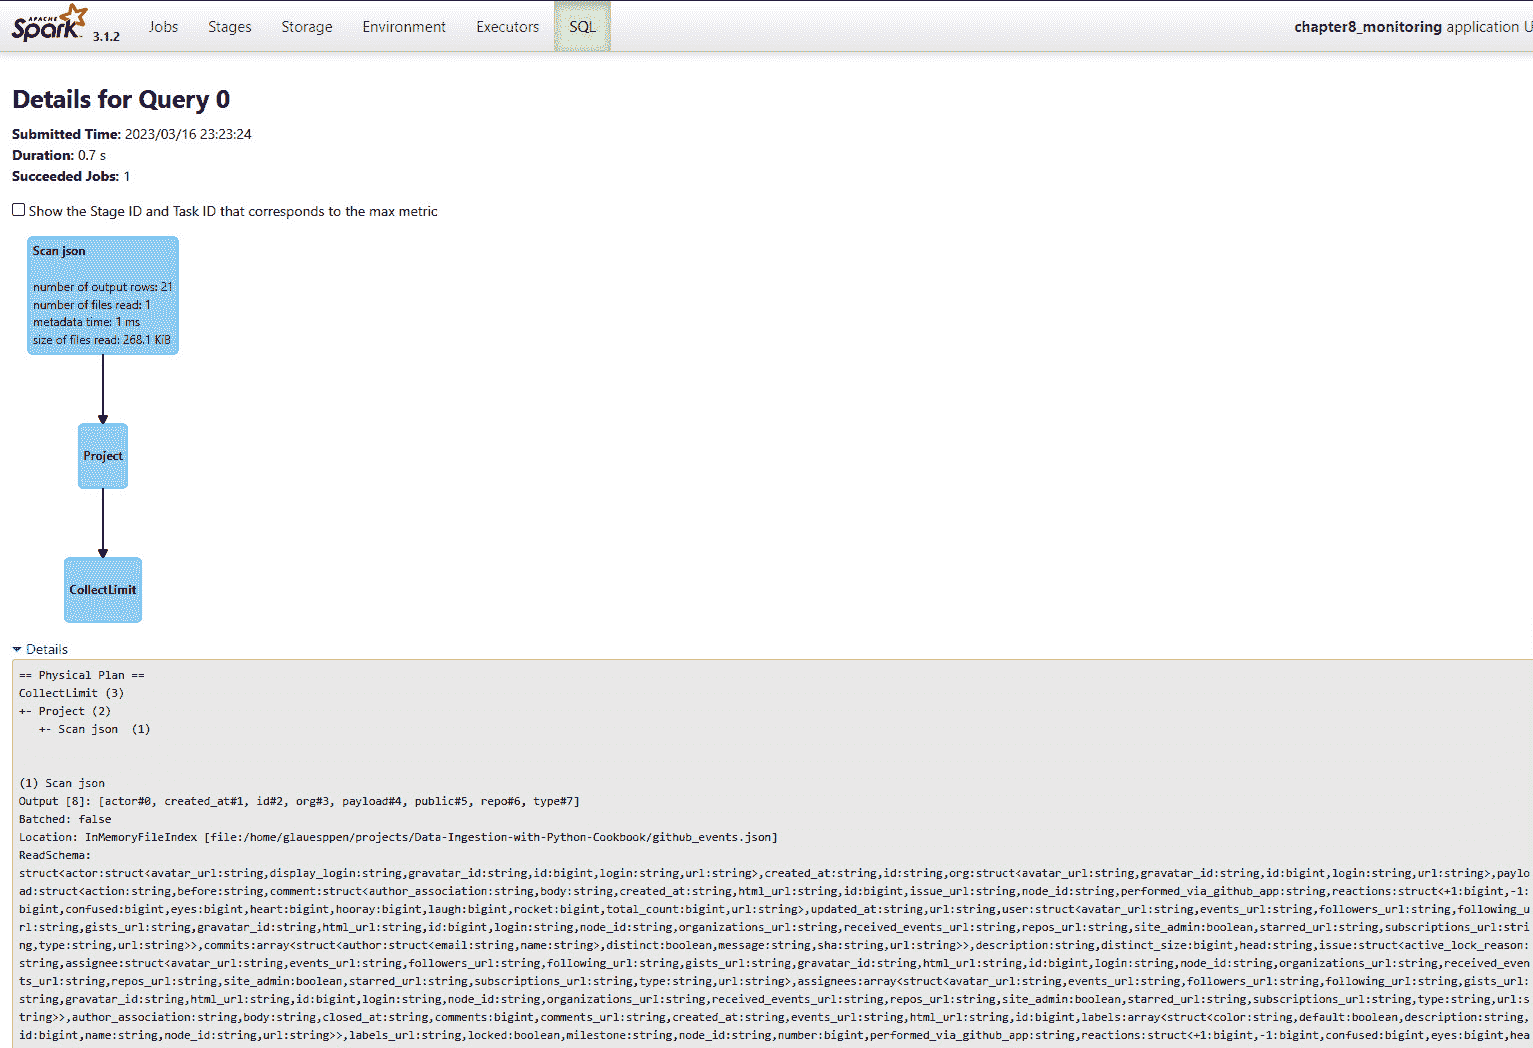 APACHE
Spark 3.1.2 Jobs Stages Storage Environment Executors SQL chapter8_monitoring application U
Details for Query 0
Submitted Time: 2023/03/16 23:23:24
Duration: 0.7 s
Succeeded Jobs: 1
Show the Stage ID and Task ID that corresponds to the max metric
Scan json
number of output rows: 21
number of files read: 1
metadata time: 1 ms
size of files read: 268.1 KiB
Project
CollectLimit
Details
== Physical Plan ==
CollectLimit (3)
+- Project (2)
+- Scan json (1)
(1) Scan json
Output [8]: [actor#0, created_at#1, id#2, org#3, payload#4, public#5, repo#6, type#7]
Batched: false
Location: InMemoryFileIndex [file:/home/glauesppen/projects/Data-Ingestion-with-Python-Cookbook/github_events.json]
ReadSchema:
struct<actor:struct<avatar_url:string,display_login:string,gravatar_id:string,id:bigint,login:string,url:string>,created_at:string,id:string,org:struct<avatar_url:string,gravatar_id:string,id:bigint,login:string,url:string>,paylo
ad:struct<action:string,before:string,comment:struct<author_association:string,body:string,created_at:string,html_url:string,id:bigint,issue_url:string,node_id:string,performed_via_github_app:string,reactions:struct<+1:bigint,-1:
bigint,confused:bigint,eyes:bigint,heart:bigint,hooray:bigint,laugh:bigint,rocket:bigint,total_count:bigint,url:string>,updated_at:string,url:string,user:struct<avatar_url:string,events_url:string,followers_url:string,following_u
rl:string,gists_url:string,gravatar_id:string,html_url:string,id:bigint,login:string,node_id:string,organizations_url:string,received_events_url:string,repos_url:string,site_admin:boolean,starred_url:string,subscriptions_url:stri
ng,type:string,url:string>>,commits:array<struct<author:struct<email:string,name:string>,distinct:boolean,message:string,sha:string,url:string>>,description:string,distinct_size:bigint,head:string,issue:struct<active_lock_reason:
string,assignee:struct<avatar_url:string,events_url:string,followers_url:string,following_url:string,gists_url:string,gravatar_id:string,html_url:string,id:bigint,login:string,node_id:string,organizations_url:string,received_even
ts_url:string,repos_url:string,site_admin:boolean,starred_url:string,subscriptions_url:string,type:string,url:string>,assignees:array<struct<avatar_url:string,events_url:string,followers_url:string,following_url:string,gists_url:
string,gravatar_id:string,html_url:string,id:bigint,login:string,node_id:string,organizations_url:string,received_events_url:string,repos_url:string,site_admin:boolean,starred_url:string,subscriptions_url:string,type:string,url:s
tring>>,author_association:string,body:string,closed_at:string,comments:bigint,comments_url:string,created_at:string,events_url:string,html_url:string,id:bigint,labels:array<struct<color:string,default:boolean,description:string,
id:bigint,name:string,node_id:string,url:string>>,labels_url:string,locked:boolean,milestone:string,node_id:string,number:bigint,performed_via_github_app:string,reactions:struct<+1:bigint,-1:bigint,confused:bigint,eyes:bigint,hea